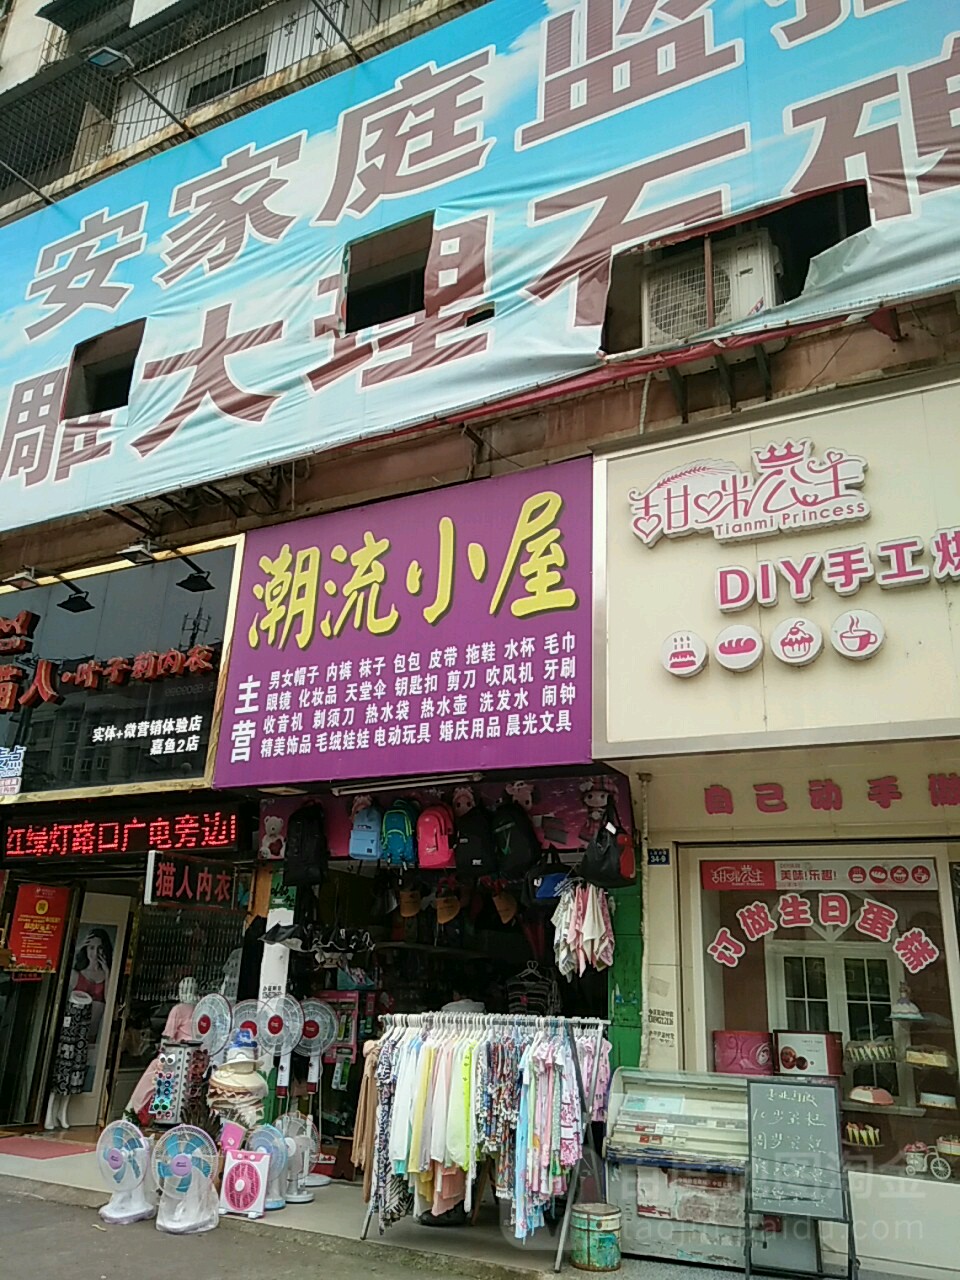 安家庭监
雕大理石
潮流小屋
主营
男女帽子 内裤 袜子 包包 皮带 拖鞋 水杯 毛巾
眼镜 化妆品 天堂伞 钥匙扣 剪刀 吹风机 牙刷
收音机 剃须刀 热水袋 热水壶 洗发水 闹钟
精美饰品 毛绒娃娃 电动玩具 婚庆用品 晨光文具
甜咪公主
Tianmi Princess
DIY手工烘
自己动手做
34-9
甜咪公主
美味!乐趣!
订做生日蛋糕
猫人·叶子莉内衣
实体+微营销体验店
嘉鱼2店
红绿灯路口广电旁边!
猫人内衣